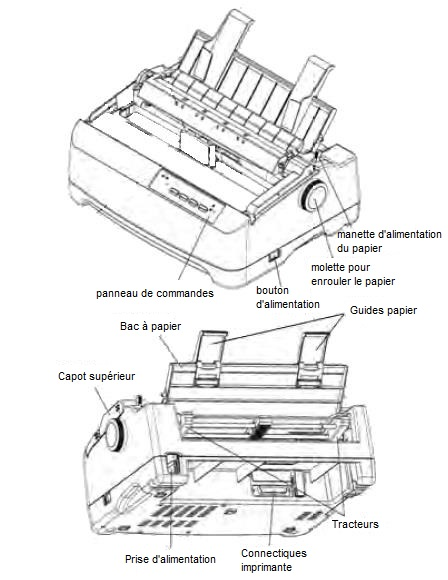 manette d'alimentation
du papier
molette pour
enrouler le papier
bouton
d'alimentation
panneau de commandes
Guides papier
Bac à papier
Capot supérieur
Tracteurs
Prise d'alimentation
Connectiques
imprimante